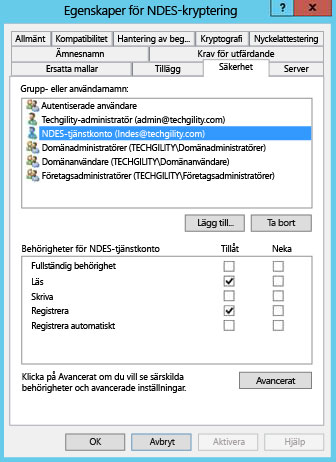 Egenskaper för NDES-kryptering ? X
Allmänt Kompatibilitet Hantering av beg... Kryptografi Nyckelattestering
Ämnesnamn Krav för utfärdande
Ersatta mallar Tillägg Säkerhet Server
Grupp- eller användarnamn:
Autentiserade användare
Techgility-administratör (admin@techgility.com)
NDES-tjänstkonto (Indes@techgility.com)
Domänadministratörer (TECHGILITY\Domänadministratörer)
Domänanvändare (TECHGILITY\Domänanvändare)
Företagsadministratörer (TECHGILITY\Företagsadministratörer)
Lägg till... Ta bort
Behörigheter för NDES-tjänstkonto Tillåt Neka
Fullständig behörighet
Läs
Skriva
Registrera
Registrera automatiskt
Klicka på Avancerat om du vill se särskilda
behörigheter och avancerade inställningar.
Avancerat
OK Avbryt Aktivera Hjälp